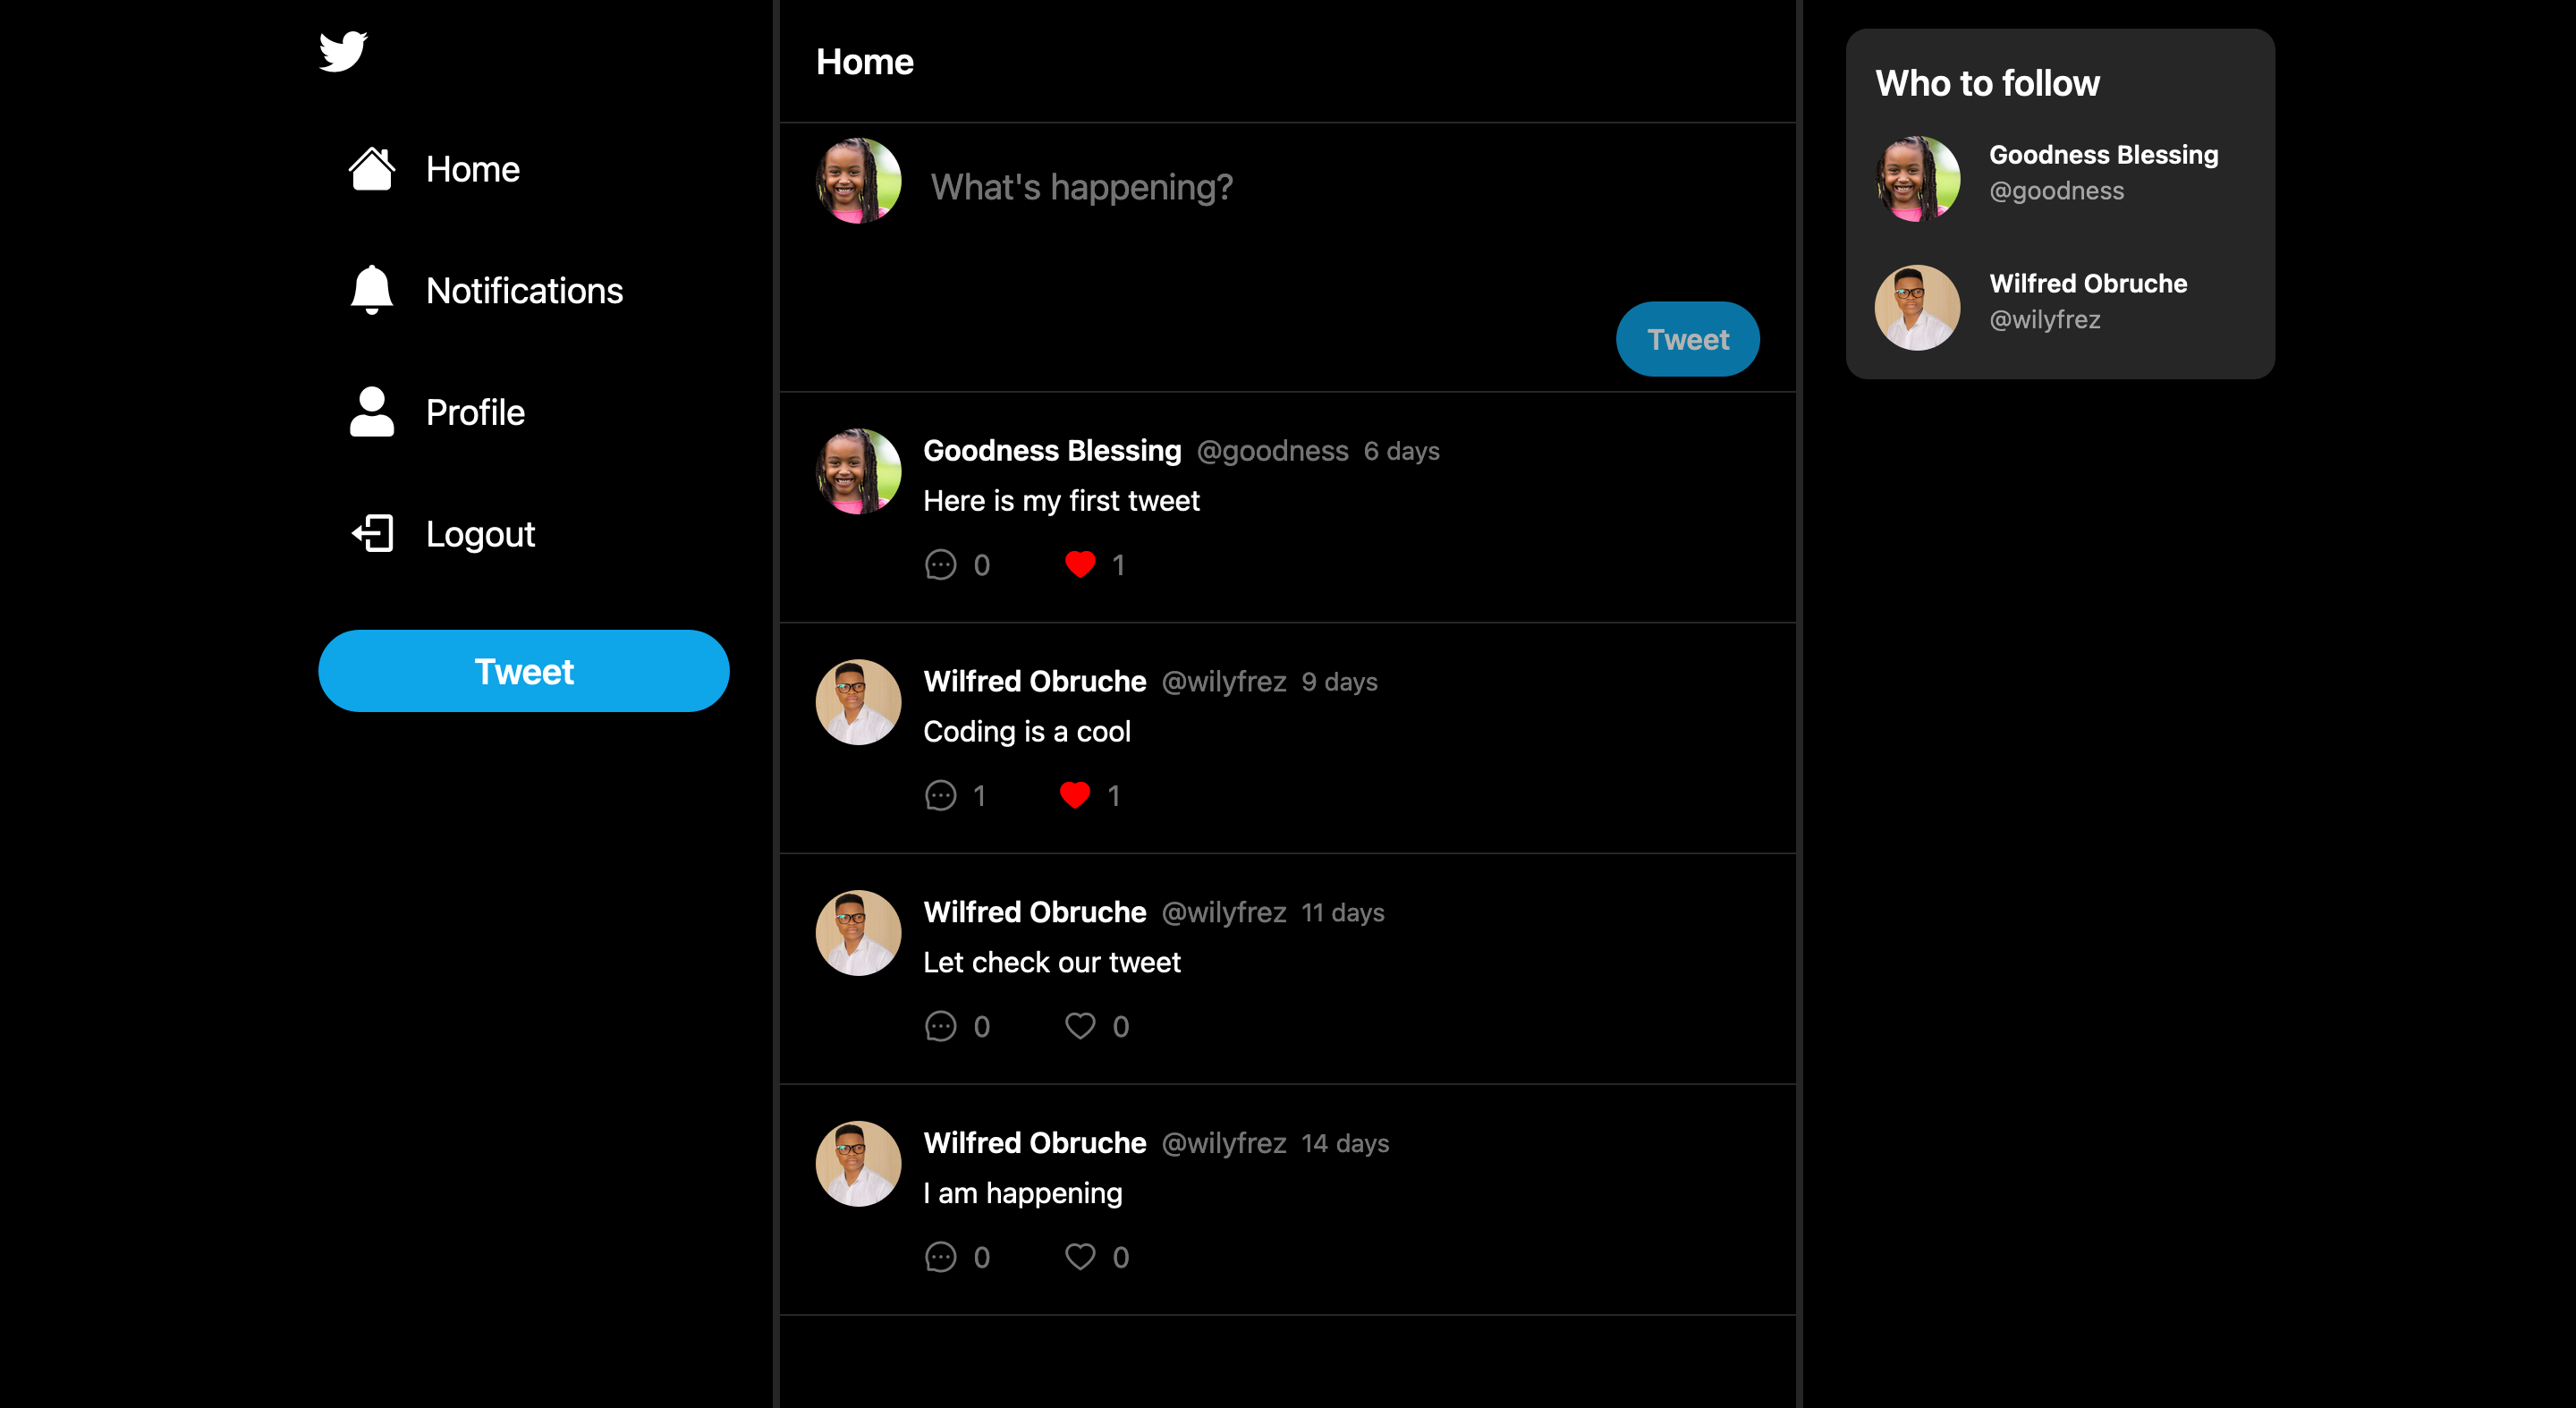 Home
Notifications
Profile
Logout
Tweet
Home
What's happening?
Tweet
Goodness Blessing @goodness 6 days
Here is my first tweet
0 1
Wilfred Obruche @wilyfrez 9 days
Coding is a cool
1 1
Wilfred Obruche @wilyfrez 11 days
Let check our tweet
0 0
Wilfred Obruche @wilyfrez 14 days
I am happening
0 0
Who to follow
Goodness Blessing
@goodness
Wilfred Obruche
@wilyfrez